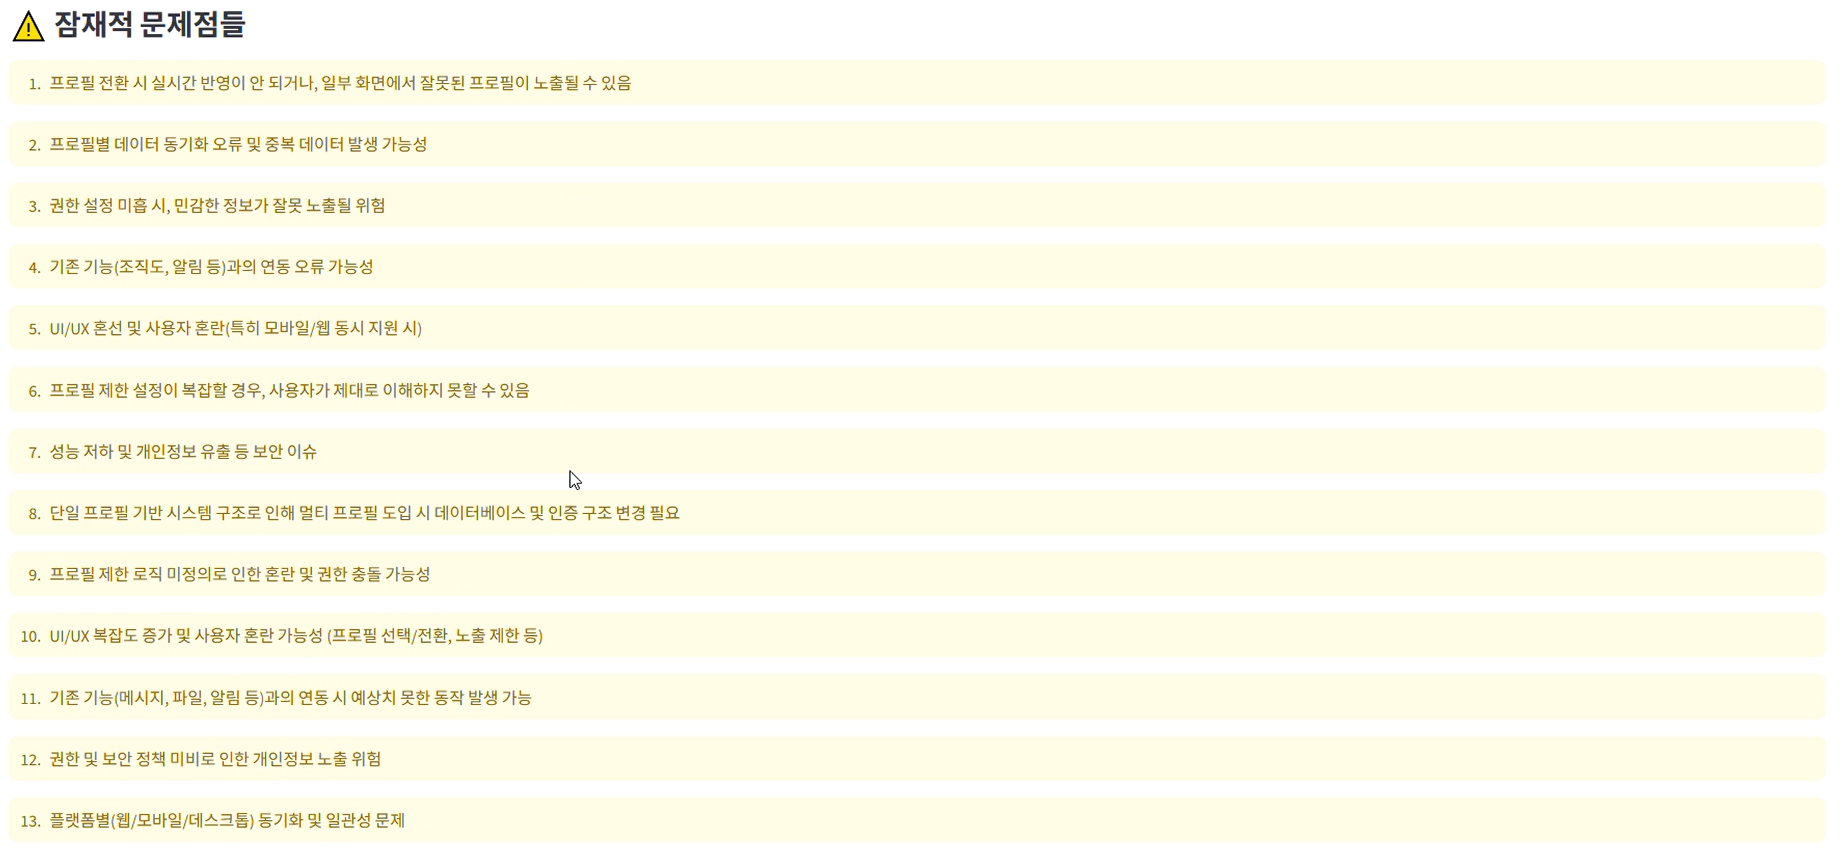 잠재적 문제점들
1. 프로필 전환 시 실시간 반영이 안 되거나, 일부 화면에서 잘못된 프로필이 노출될 수 있음
2. 프로필별 데이터 동기화 오류 및 중복 데이터 발생 가능성
3. 권한 설정 미흡 시, 민감한 정보가 잘못 노출될 위험
4. 기존 기능(조직도, 알림 등)과의 연동 오류 가능성
5. UI/UX 혼선 및 사용자 혼란(특히 모바일/웹 동시 지원 시)
6. 프로필 제한 설정이 복잡할 경우, 사용자가 제대로 이해하지 못할 수 있음
7. 성능 저하 및 개인정보 유출 등 보안 이슈
8. 단일 프로필 기반 시스템 구조로 인해 멀티 프로필 도입 시 데이터베이스 및 인증 구조 변경 필요
9. 프로필 제한 로직 미정의로 인한 혼란 및 권한 충돌 가능성
10. UI/UX 복잡도 증가 및 사용자 혼란 가능성 (프로필 선택/전환, 노출 제한 등)
11. 기존 기능(메시지, 파일, 알림 등)과의 연동 시 예상치 못한 동작 발생 가능
12. 권한 및 보안 정책 미비로 인한 개인정보 노출 위험
13. 플랫폼별(웹/모바일/데스크톱) 동기화 및 일관성 문제